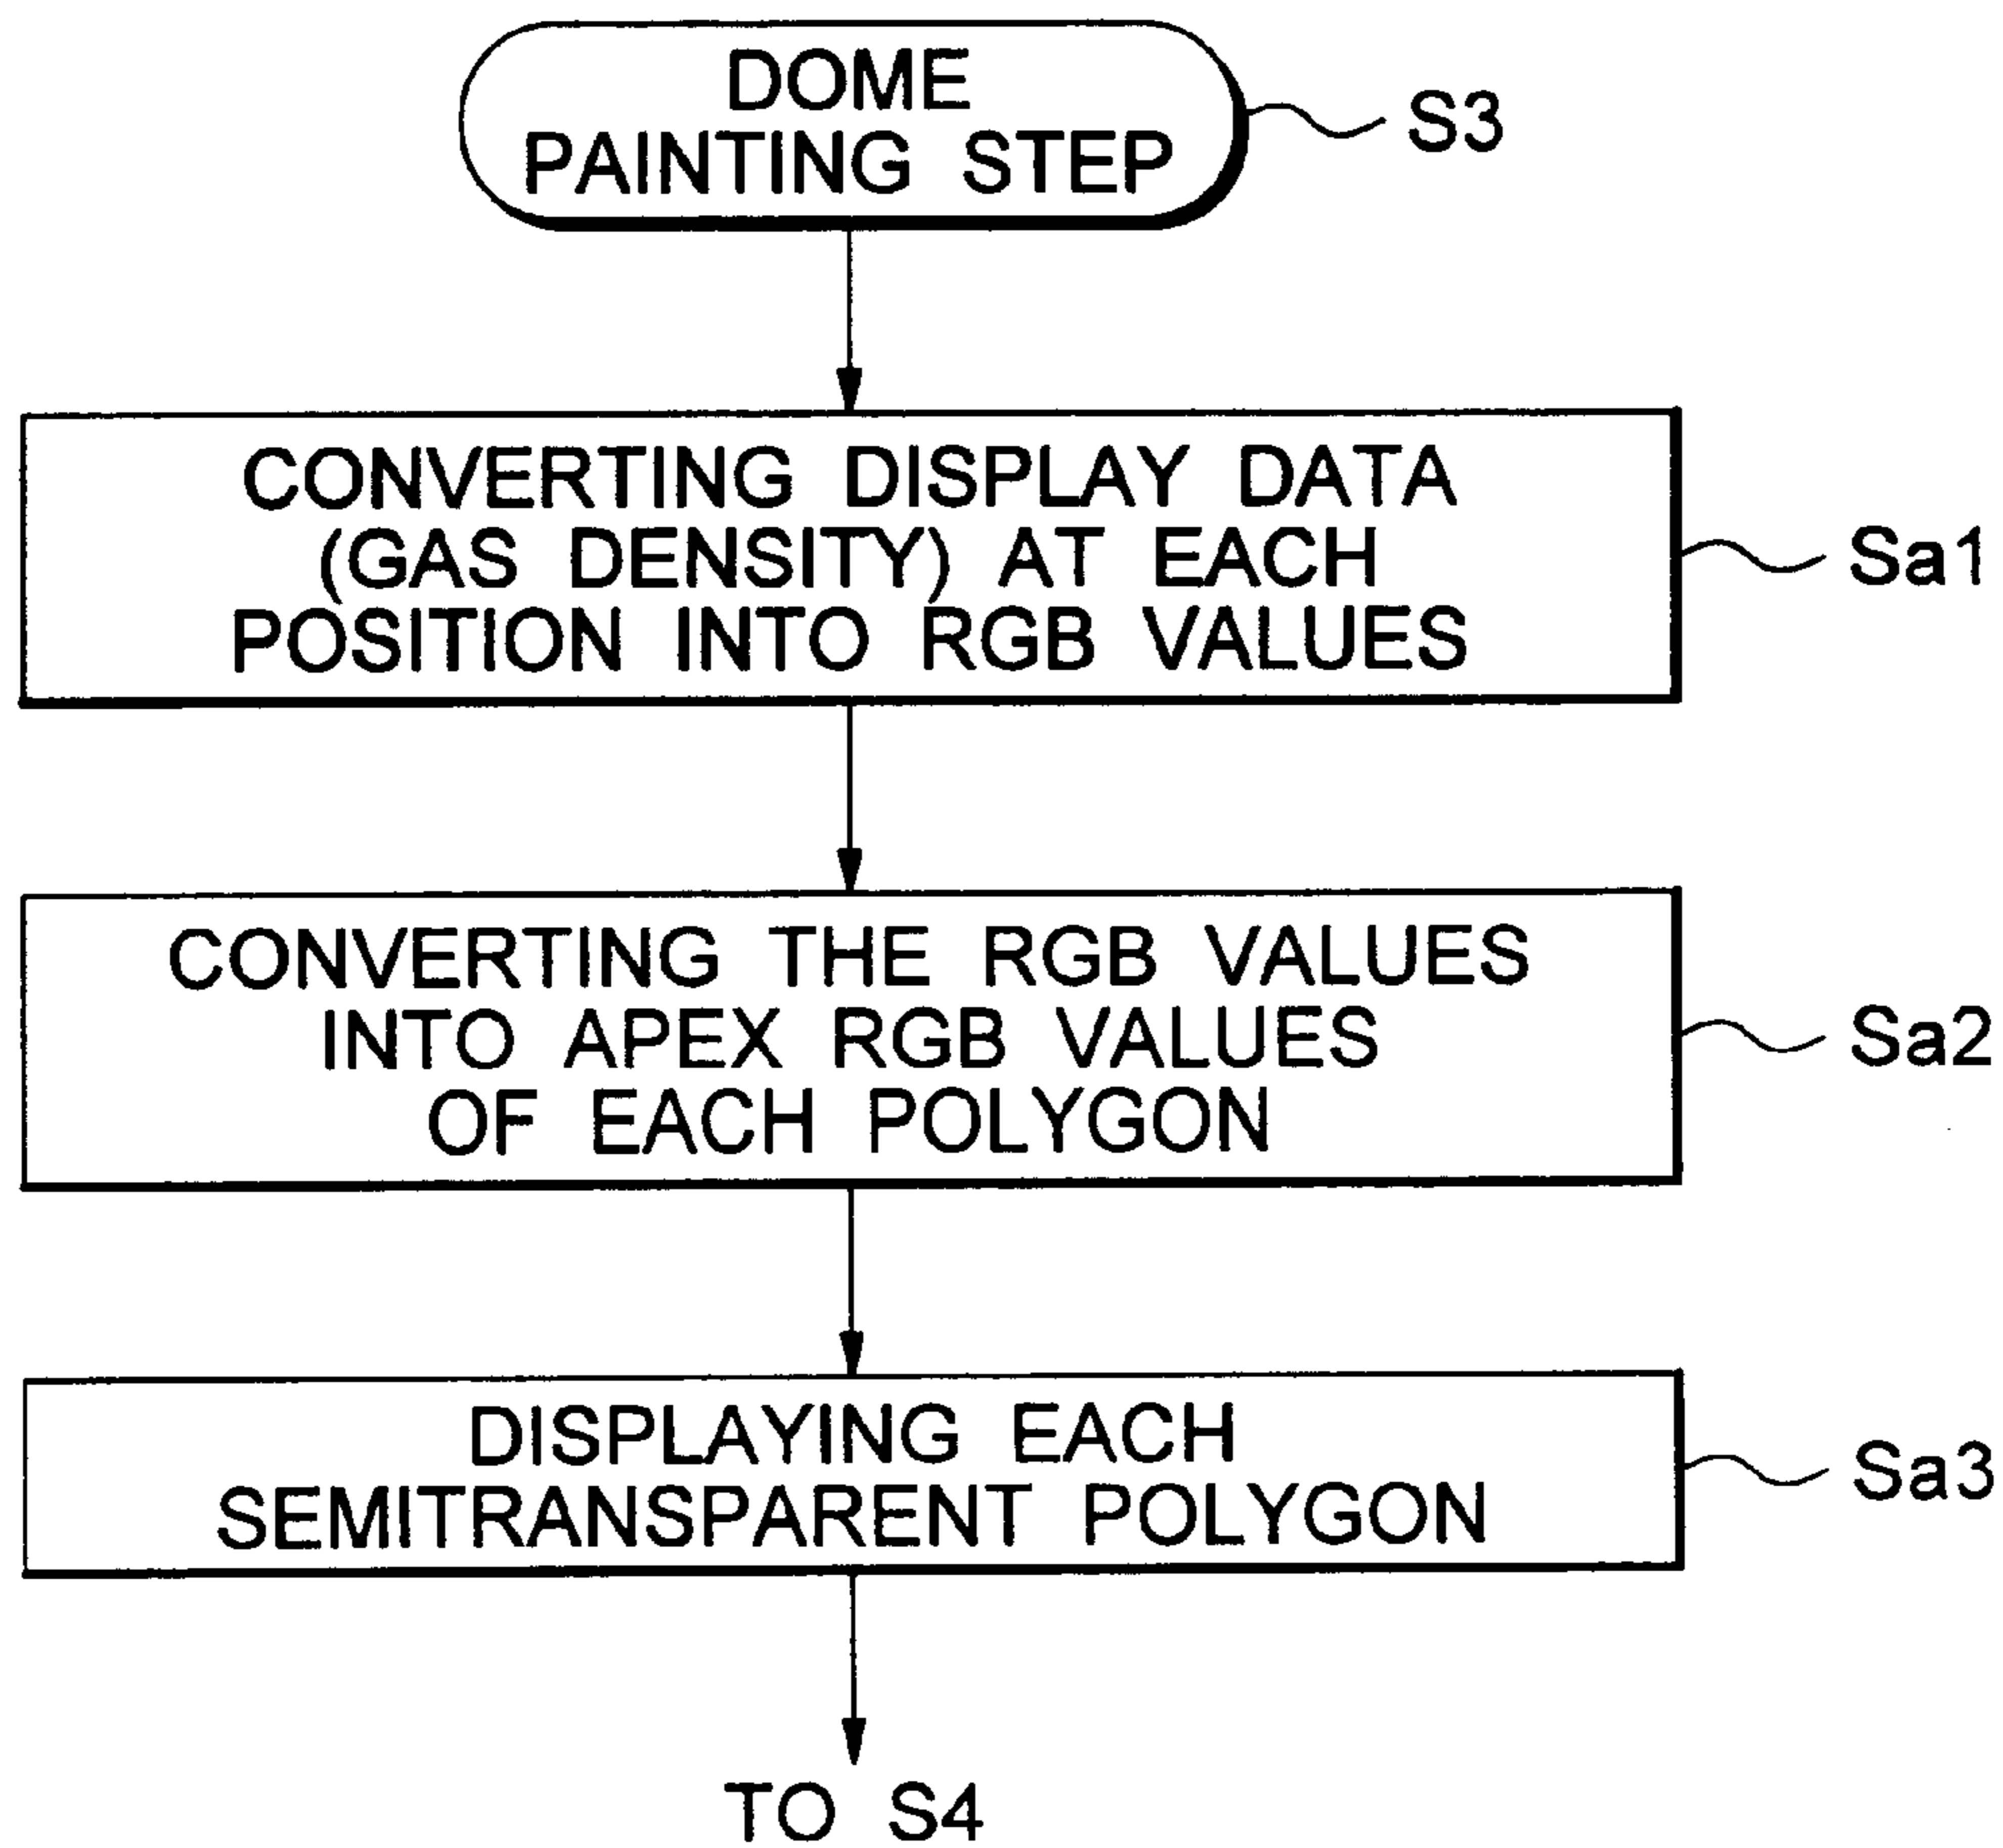 DOME
PAINTING STEP
S3
CONVERTING DISPLAY DATA
(GAS DENSITY) AT EACH
POSITION INTO RGB VALUES
Sa1
CONVERTING THE RGB VALUES
INTO APEX RGB VALUES
OF EACH POLYGON
Sa2
DISPLAYING EACH
SEMITRANSPARENT POLYGON
Sa3
TO S4